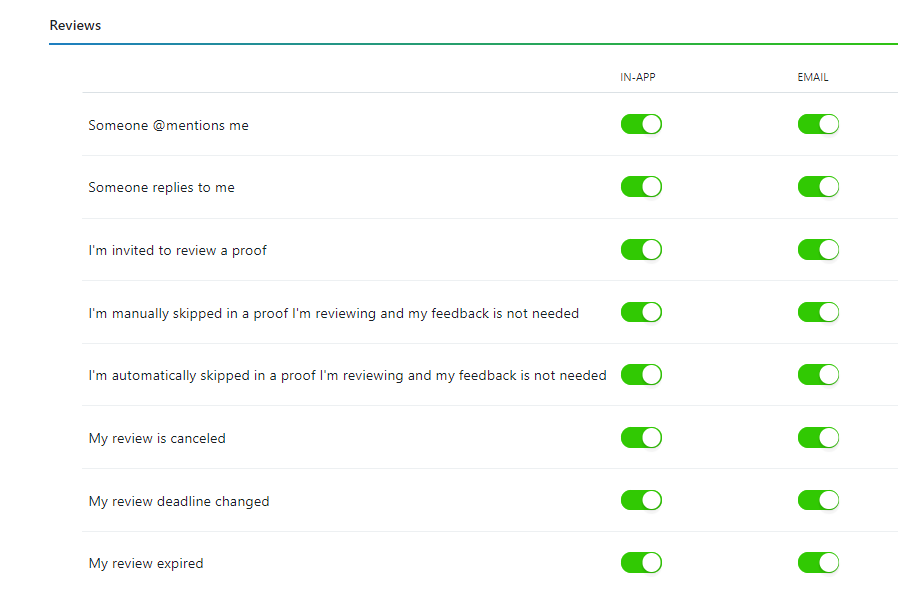 Reviews
IN-APP EMAIL
Someone @mentions me
Someone replies to me
I'm invited to review a proof
I'm manually skipped in a proof I'm reviewing and my feedback is not needed
I'm automatically skipped in a proof I'm reviewing and my feedback is not needed
My review is canceled
My review deadline changed
My review expired